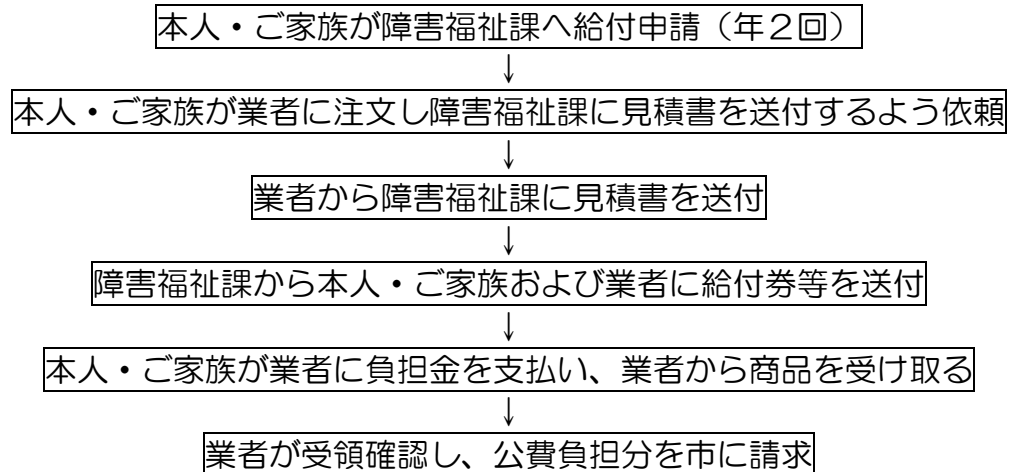 本人・ご家族が障害福祉課へ給付申請（年２回）
↓
本人・ご家族が業者に注文し障害福祉課に見積書を送付するよう依頼
↓
業者から障害福祉課に見積書を送付
↓
障害福祉課から本人・ご家族および業者に給付券等を送付
↓
本人・ご家族が業者に負担金を支払い、業者から商品を受け取る
↓
業者が受領確認し、公費負担分を市に請求